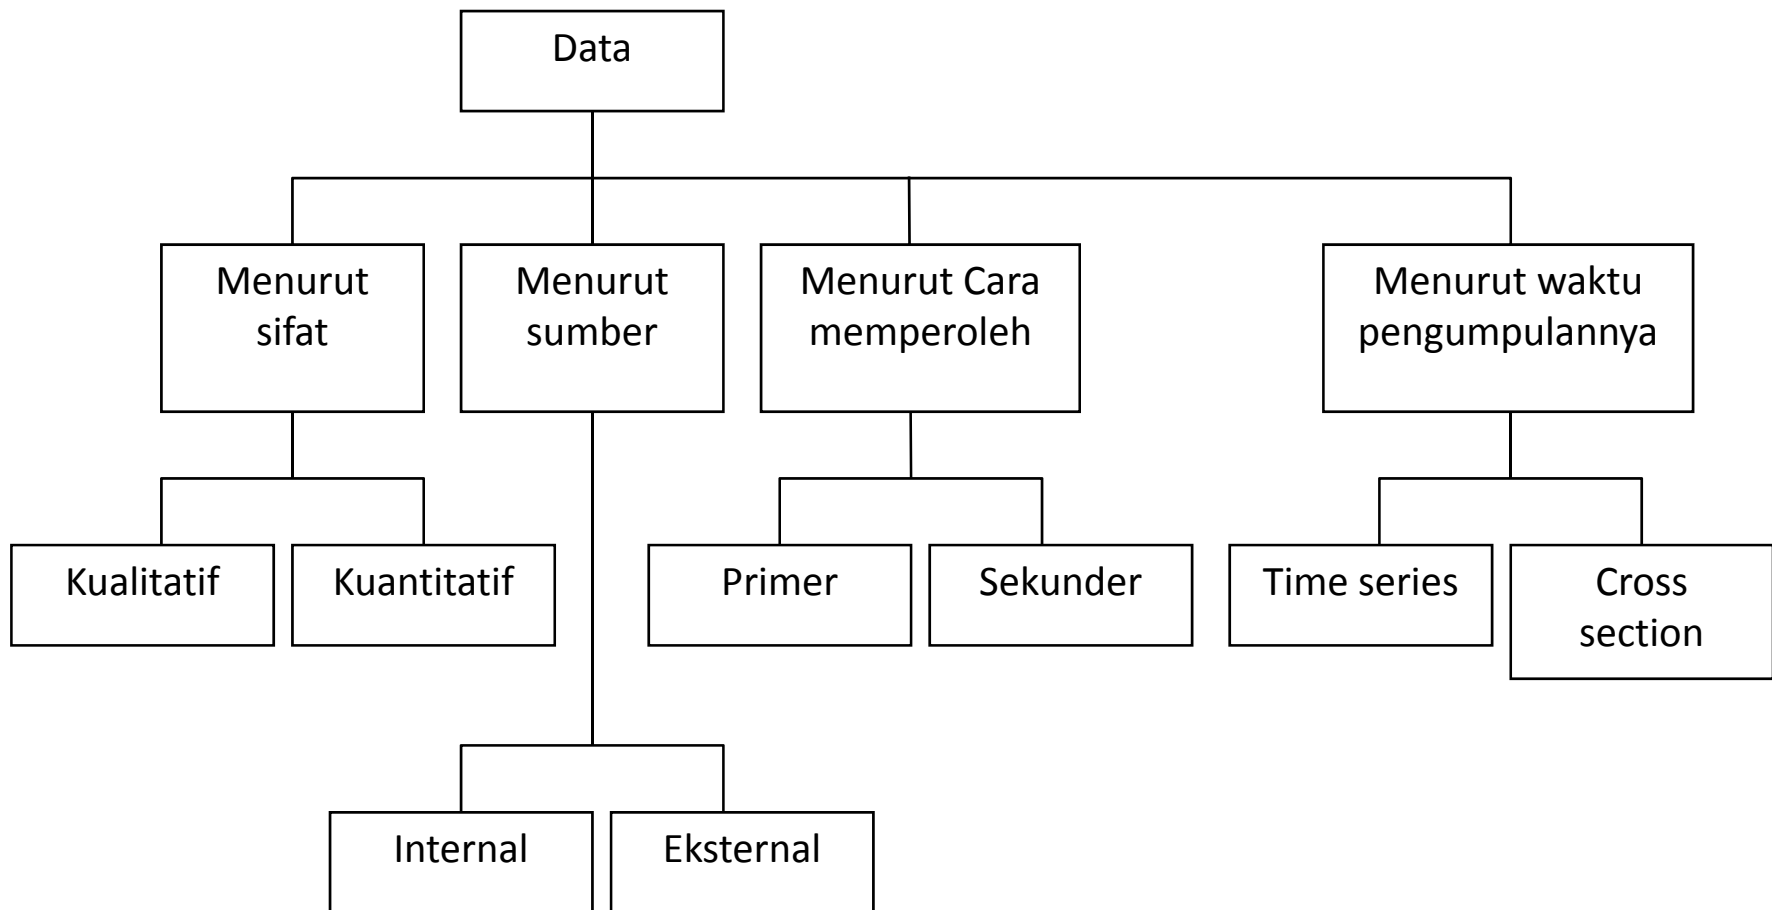 Data
Menurut
sifat
Menurut
sumber
Menurut Cara
memperoleh
Menurut waktu
pengumpulannya
Kualitatif
Kuantitatif
Primer
Sekunder
Time series
Cross
section
Internal
Eksternal